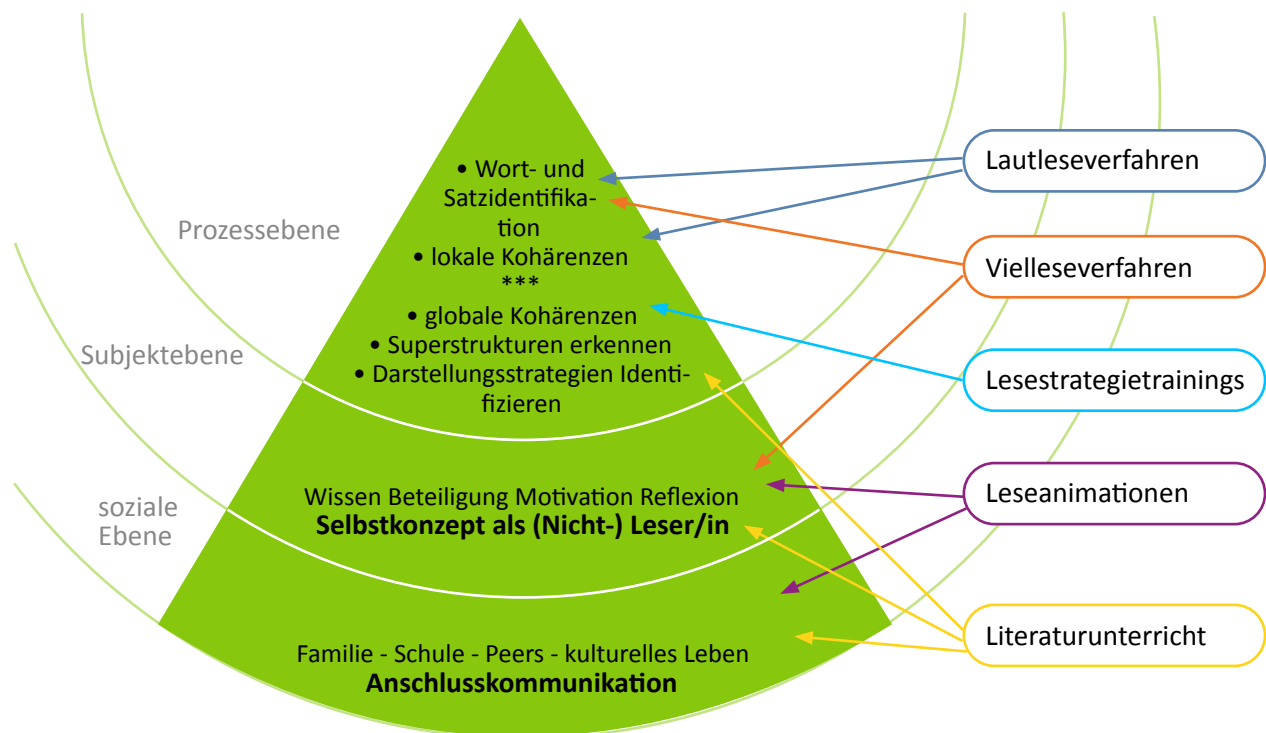 • Wort- und
Satzidentifika-
tion
• lokale Kohärenzen
***
• globale Kohärenzen
• Superstrukturen erkennen
• Darstellungsstrategien Identi-
fizieren
Prozessebene
Subjektebene
soziale
Ebene
Wissen Beteiligung Motivation Reflexion
Selbstkonzept als (Nicht-) Leser/in
Familie - Schule - Peers - kulturelles Leben
Anschlusskommunikation
Lautleseverfahren
Vielleseverfahren
Lesestrategietrainings
Leseanimationen
Literaturunterricht